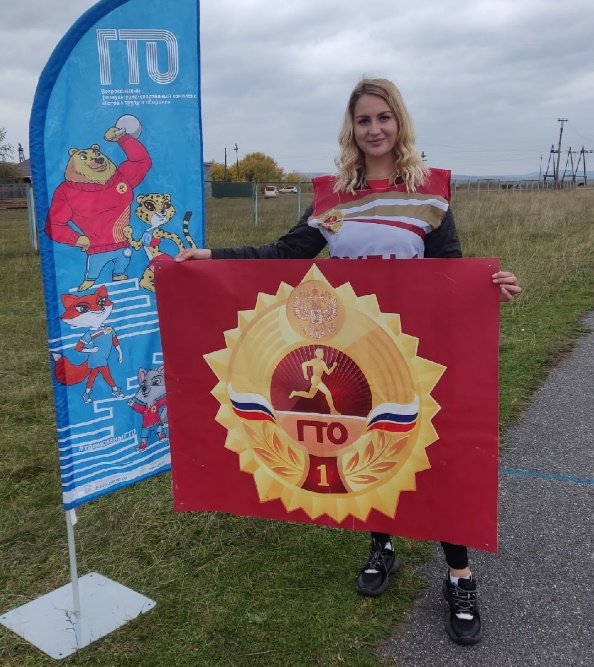 ГТО
Всероссийский
физкультурно-спортивный комплекс
«Готов к труду и обороне»
ГТО
1